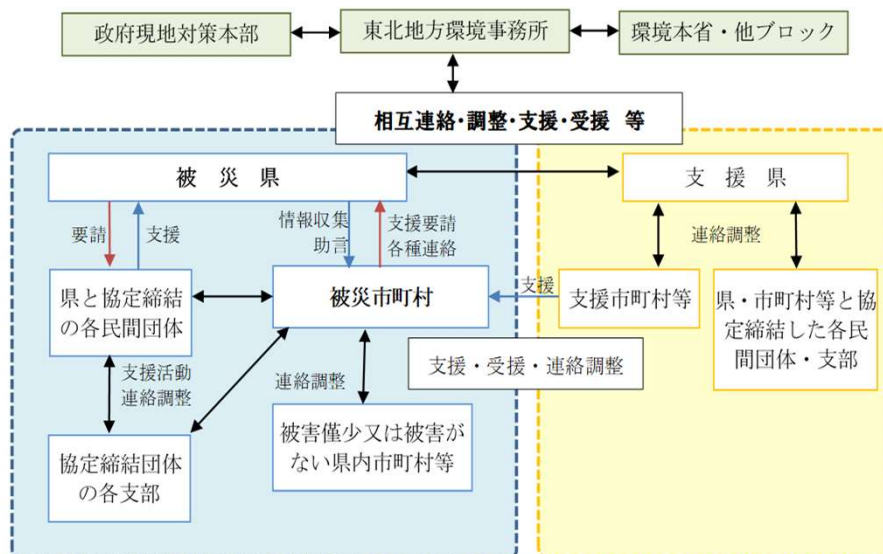 政府現地対策本部
東北地方環境事務所
環境本省・他ブロック
相互連絡・調整・支援・受援 等
被 災 県
支 援 県
要請
支援
情報収集
助言
支援要請
各種連絡
連絡調整
県と協定締結
の各民間団体
被災市町村
支援
支援市町村等
県・市町村等と協
定締結した各民
間団体・支部
支援活動
連絡調整
連絡調整
支援・受援・連絡調整
協定締結団体
の各支部
被害僅少又は被害が
ない県内市町村等